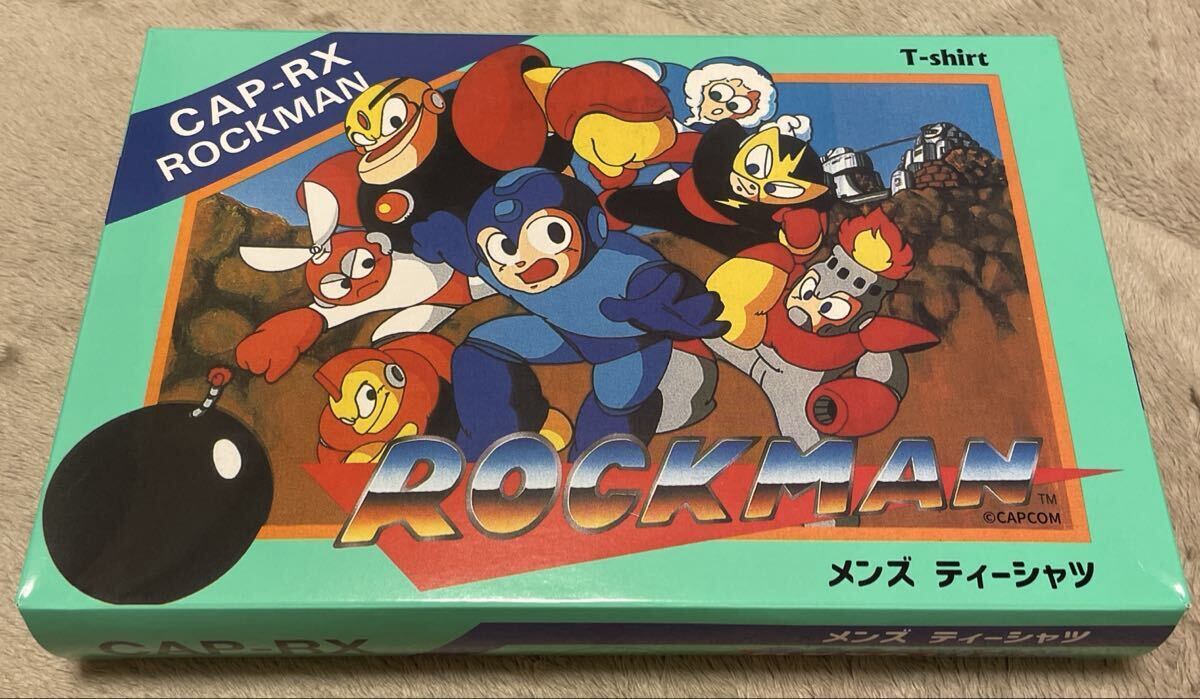 CAP-RX
ROCKMAN
T-shirt
ROCKMAN
TM
©CAPCOM
メンズ ティーシャツ
CAP-RX
メンズ ティーシャツ